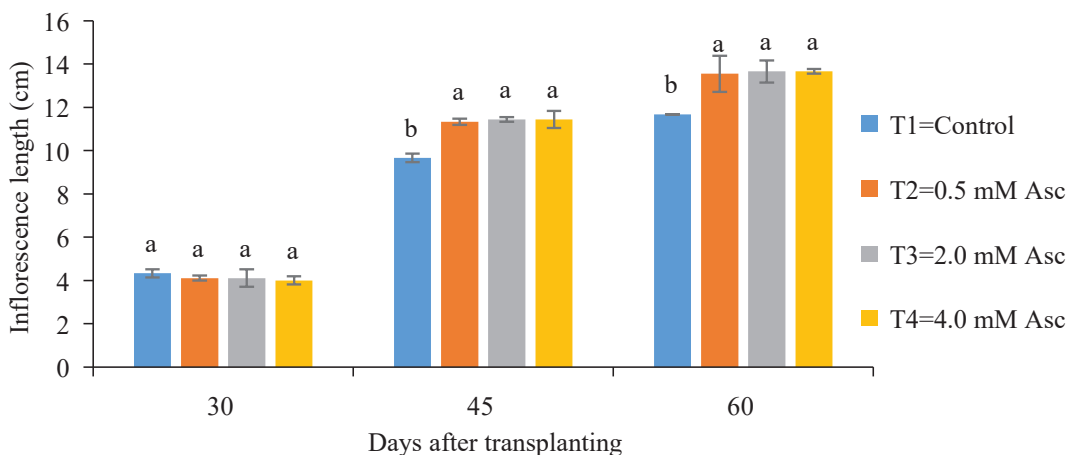 16
14
12
10
8
6
4
2
0
Inflorescence length (cm)
a a a a
b a a a
b a a a
30 45 60
Days after transplanting
T1=Control
T2=0.5 mM Asc
T3=2.0 mM Asc
T4=4.0 mM Asc